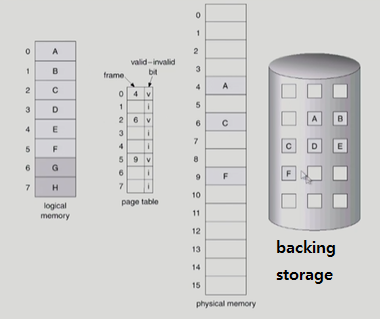 0 A
1 B
2 C
3 D
4 E
5 F
6 G
7 H
logical
memory
valid–invalid
frame bit
0 4 v
1 i
2 6 v
3 i
4 i
5 9 v
6 i
7 i
page table
0
1
2
3
4 A
5
6 C
7
8
9 F
10
11
12
13
14
15
physical memory
A B
C D E
F
backing
storage